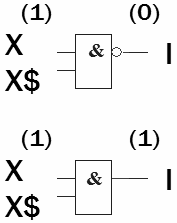 (1) (0)
X & I
X$
(1) (1)
X & I
X$